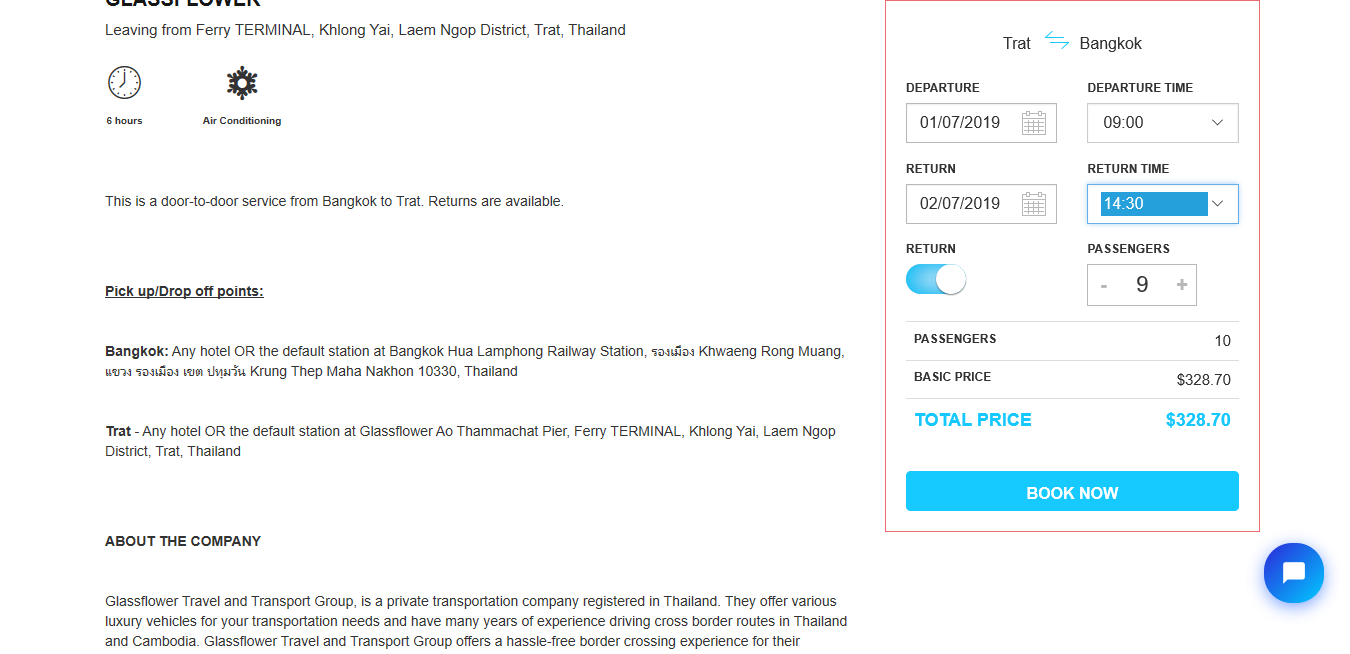 GLASSFLOWER
Leaving from Ferry TERMINAL, Khlong Yai, Laem Ngop District, Trat, Thailand
6 hours
Air Conditioning
This is a door-to-door service from Bangkok to Trat. Returns are available.
Pick up/Drop off points:
Bangkok: Any hotel OR the default station at Bangkok Hua Lamphong Railway Station, รองเมือง Khwaeng Rong Muang,
แขวง รองเมือง เขต ปทุมวัน Krung Thep Maha Nakhon 10330, Thailand
Trat - Any hotel OR the default station at Glassflower Ao Thammachat Pier, Ferry TERMINAL, Khlong Yai, Laem Ngop
District, Trat, Thailand
ABOUT THE COMPANY
Glassflower Travel and Transport Group, is a private transportation company registered in Thailand. They offer various
luxury vehicles for your transportation needs and have many years of experience driving cross border routes in Thailand
and Cambodia. Glassflower Travel and Transport Group offers a hassle-free border crossing experience for their
Trat Bangkok
DEPARTURE DEPARTURE TIME
01/07/2019 09:00
RETURN RETURN TIME
02/07/2019 14:30
RETURN PASSENGERS
- 9 +
PASSENGERS 10
BASIC PRICE $328.70
TOTAL PRICE $328.70
BOOK NOW